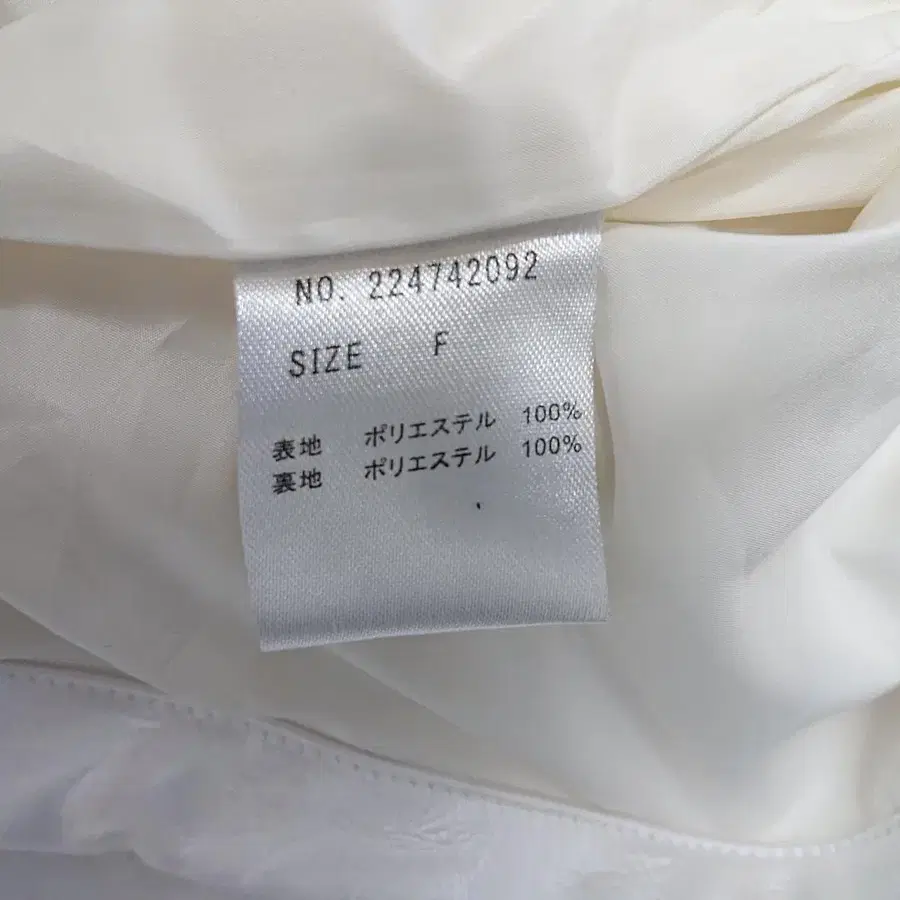 NO. 224742092
SIZE F
表地 ポリエステル 100%
裏地 ポリエステル 100%